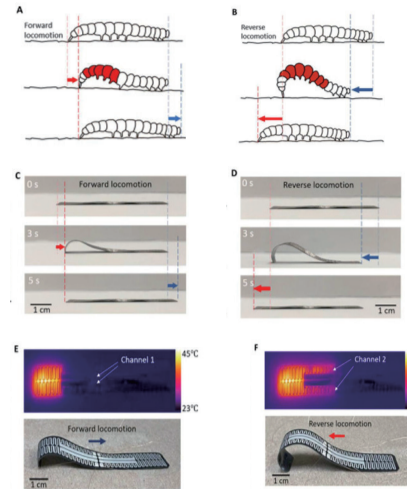 A
Forward
locomotion
B
Reverse
locomotion
C
0 s
Forward locomotion
3 s
5 s
1 cm
D
0 s
Reverse locomotion
3 s
5 s
1 cm
E
45°C
Channel 1
23°C
Forward locomotion
1 cm
F
Channel 2
Reverse locomotion
1 cm